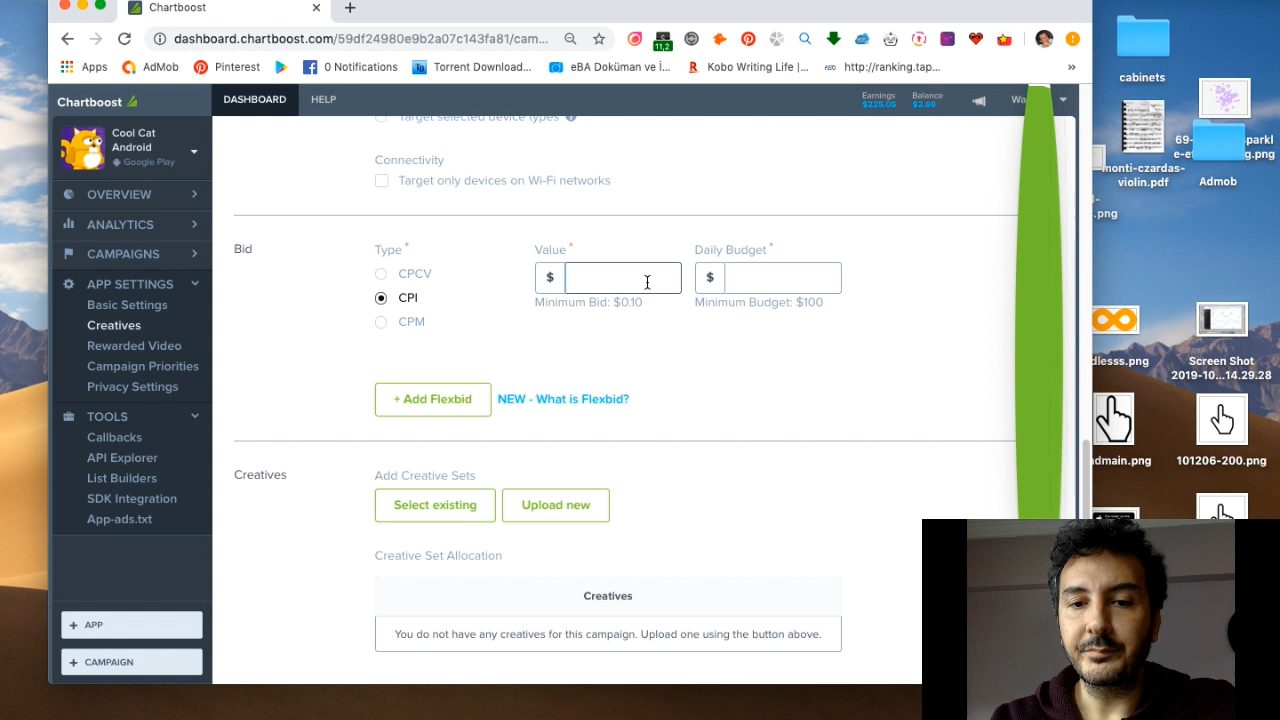 Chartboost
dashboard.chartboost.com/59df24980e9b2a07c143fa81/cam...
11,2
Apps
AdMob
Pinterest
0 Notifications
Torrent Download...
eBA Doküman ve İ...
Kobo Writing Life |...
http://ranking.tap...
»
Chartboost
DASHBOARD
HELP
Earnings
$225.05
Balance
$2.69
Wa
Cool Cat
Android
Google Play
OVERVIEW
ANALYTICS
CAMPAIGNS
APP SETTINGS
Basic Settings
Creatives
Rewarded Video
Campaign Priorities
Privacy Settings
TOOLS
Callbacks
API Explorer
List Builders
SDK Integration
App-ads.txt
+ APP
+ CAMPAIGN
Target selected device types
Connectivity
Target only devices on Wi-Fi networks
Bid
Type *
CPCV
CPI
CPM
Value *
$
Minimum Bid: $0.10
Daily Budget *
$
Minimum Budget: $100
+ Add Flexbid
NEW - What is Flexbid?
Creatives
Add Creative Sets
Select existing
Upload new
Creative Set Allocation
Creatives
You do not have any creatives for this campaign. Upload one using the button above.
cabinets
monti-czardas-
violin.pdf
Admob
Screen Shot
2019-10...14.29.28
101206-200.png